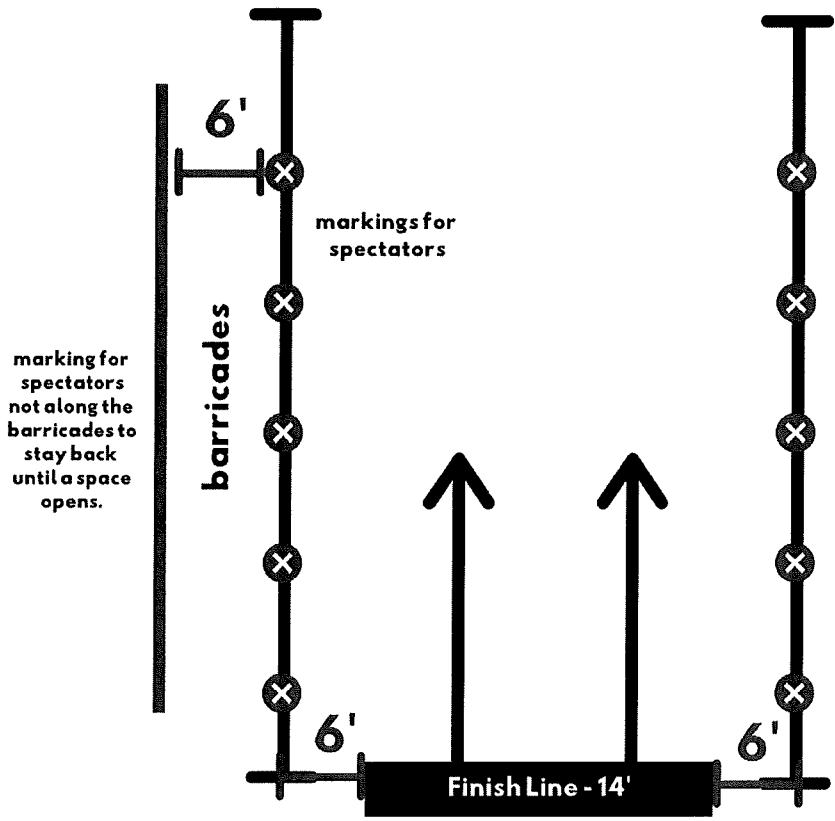 6'
markings for
spectators
barricades
marking for
spectators
not along the
barricades to
stay back
until a space
opens.
6'
6'
Finish Line - 14'